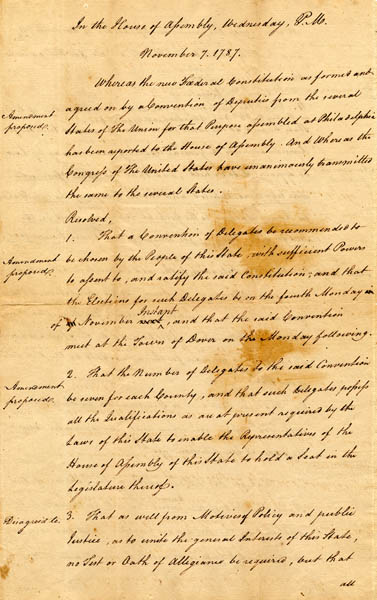 In the House of Assembly, Wednesday, P.M.
November 7. 1787.
Whereas the new Fœderal Constitution as formed and
agreed on by a Convention of Deputies from the several
Amendment
proposed.
States of the Union for that Purpose assembled at Philadelphia
has been reported to the House of Assembly. And Whereas the
Congress of the United States have unanimously transmitted
the same to the several States.
Resolved,
1. That a Convention of Delegates be recommended to
Amendment
proposed.
be chosen by the People of this State, with sufficient Powers
to assent to, and ratify the said Constitution; and that
the Elections for such Delegates be on the fourth Monday in
Instant
of November next, and that the said Convention
meet at the Town of Dover on the Monday following.
2. That the Number of Delegates to the said Convention
Amendment
proposed.
be seven for each County, and that such Delegates possess
all the Qualifications as are at present required by the
Laws of this State to enable the Representatives of the
House of Assembly of this State to hold a Seat in the
Legislature thereof.
Disagreed to.
3. That as well from Motives of Policy and public
Justice, as to unite the general Interests of this State,
no Test or Oath of Allegiance be required, but that
all